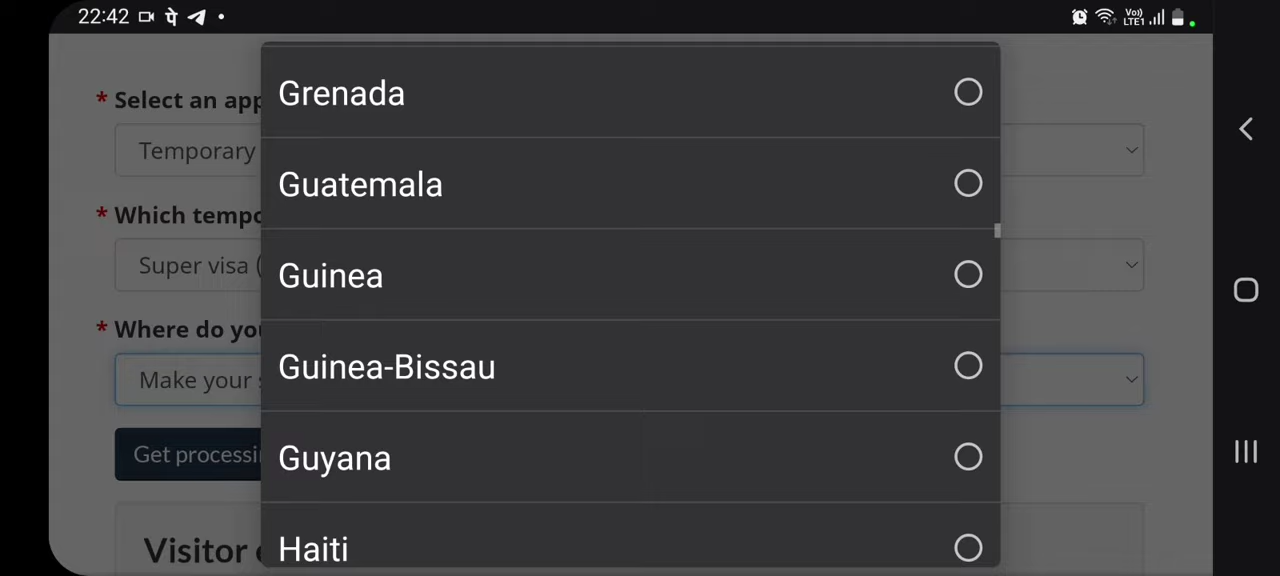 22:42
Vo)) LTE1
* Select an app
Temporary
* Which tempo
Super visa (
* Where do you
Make your s
Get processi
Visitor e
Grenada
Guatemala
Guinea
Guinea-Bissau
Guyana
Haiti